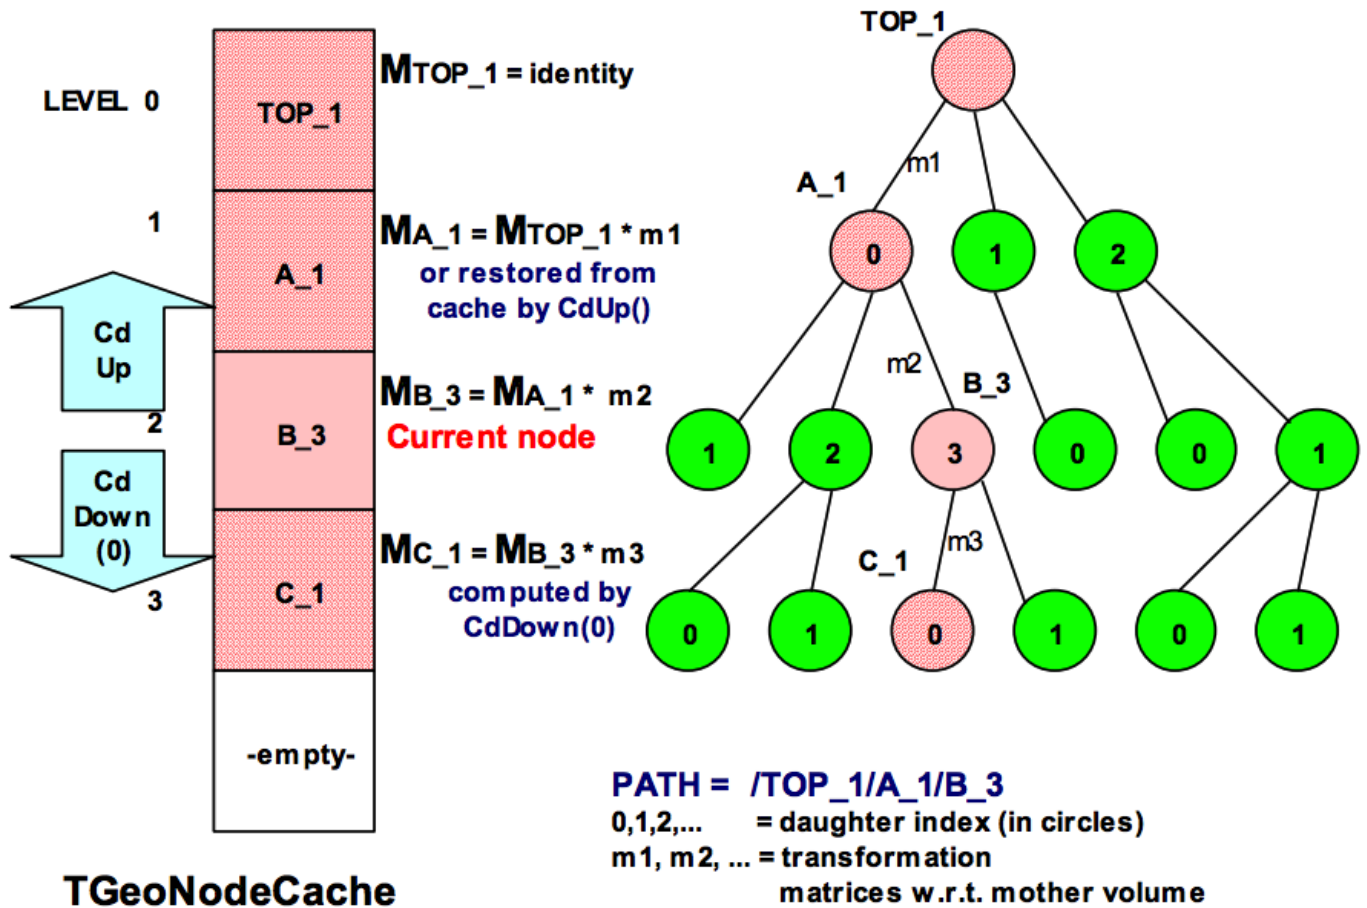 LEVEL 0
TOP_1
MTOP_1 = identity
1
A_1
MA_1 = MTOP_1 * m1
or restored from
cache by CdUp()
Cd
Up
2
B_3
MB_3 = MA_1 * m2
Current node
Cd
Down
(0)
3
C_1
MC_1 = MB_3 * m3
computed by
CdDown(0)
-empty-
TGeoNodeCache
TOP_1
m1
A_1
0
1
2
m2
B_3
1
2
3
0
0
1
C_1
m3
0
1
0
1
0
1
PATH = /TOP_1/A_1/B_3
0,1,2,... = daughter index (in circles)
m1, m2, ... = transformation
matrices w.r.t. mother volume